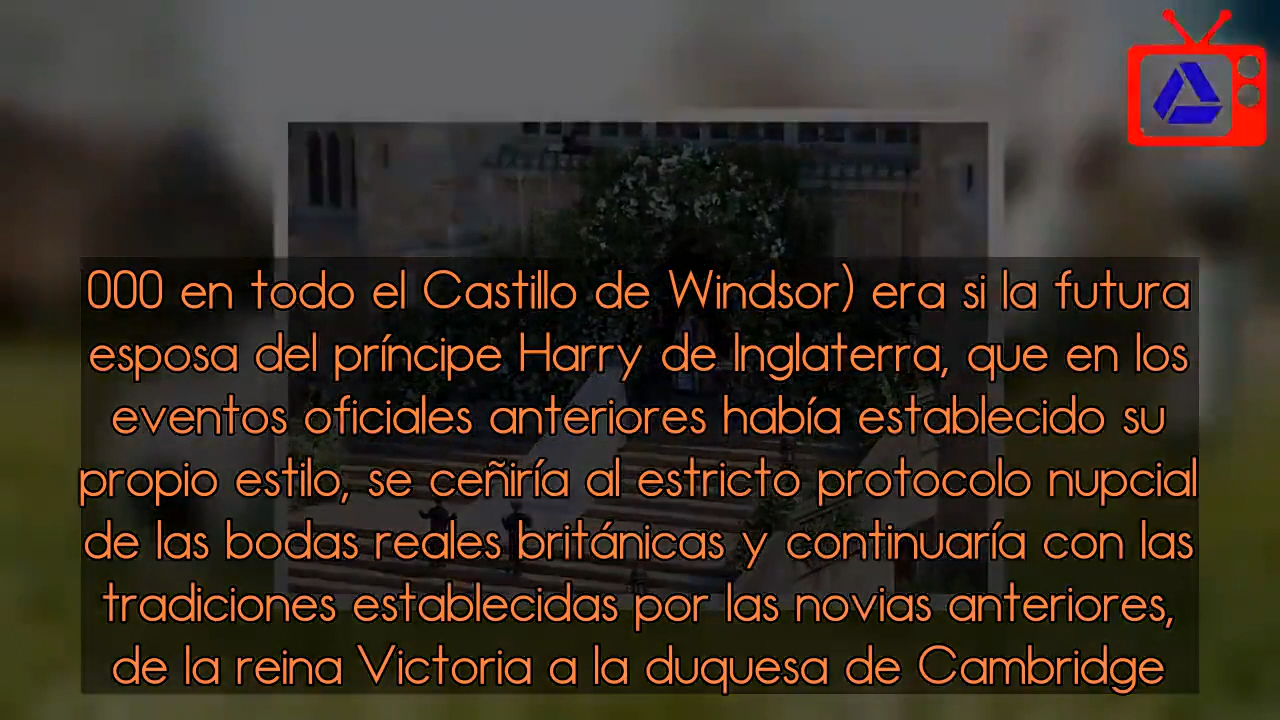 000 en todo el Castillo de Windsor) era si la futura
esposa del príncipe Harry de Inglaterra, que en los
eventos oficiales anteriores había establecido su
propio estilo, se ceñiría al estricto protocolo nupcial
de las bodas reales británicas y continuaría con las
tradiciones establecidas por las novias anteriores,
de la reina Victoria a la duquesa de Cambridge